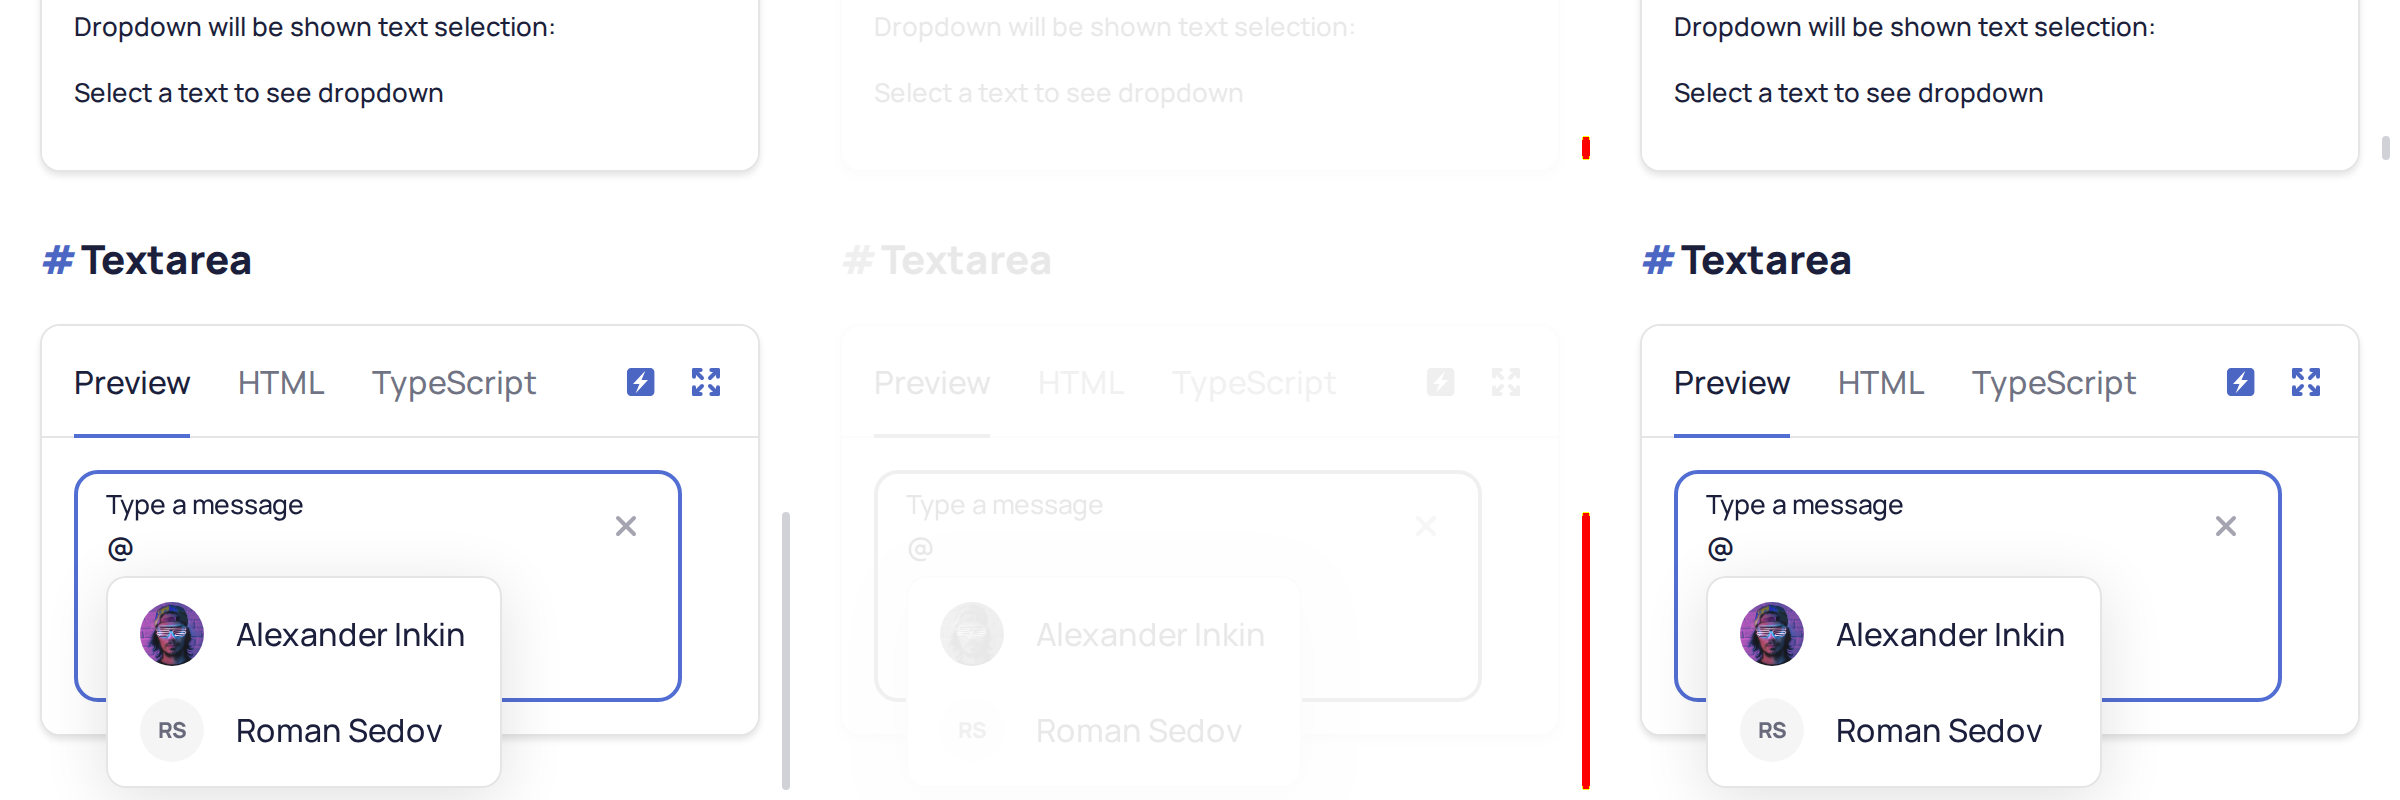 Dropdown will be shown text selection:
Select a text to see dropdown
# Textarea
Preview HTML TypeScript
Type a message
@
Alexander Inkin
RS Roman Sedov
Dropdown will be shown text selection:
Select a text to see dropdown
# Textarea
Preview HTML TypeScript
Type a message
@
Alexander Inkin
RS Roman Sedov
Dropdown will be shown text selection:
Select a text to see dropdown
# Textarea
Preview HTML TypeScript
Type a message
@
Alexander Inkin
RS Roman Sedov